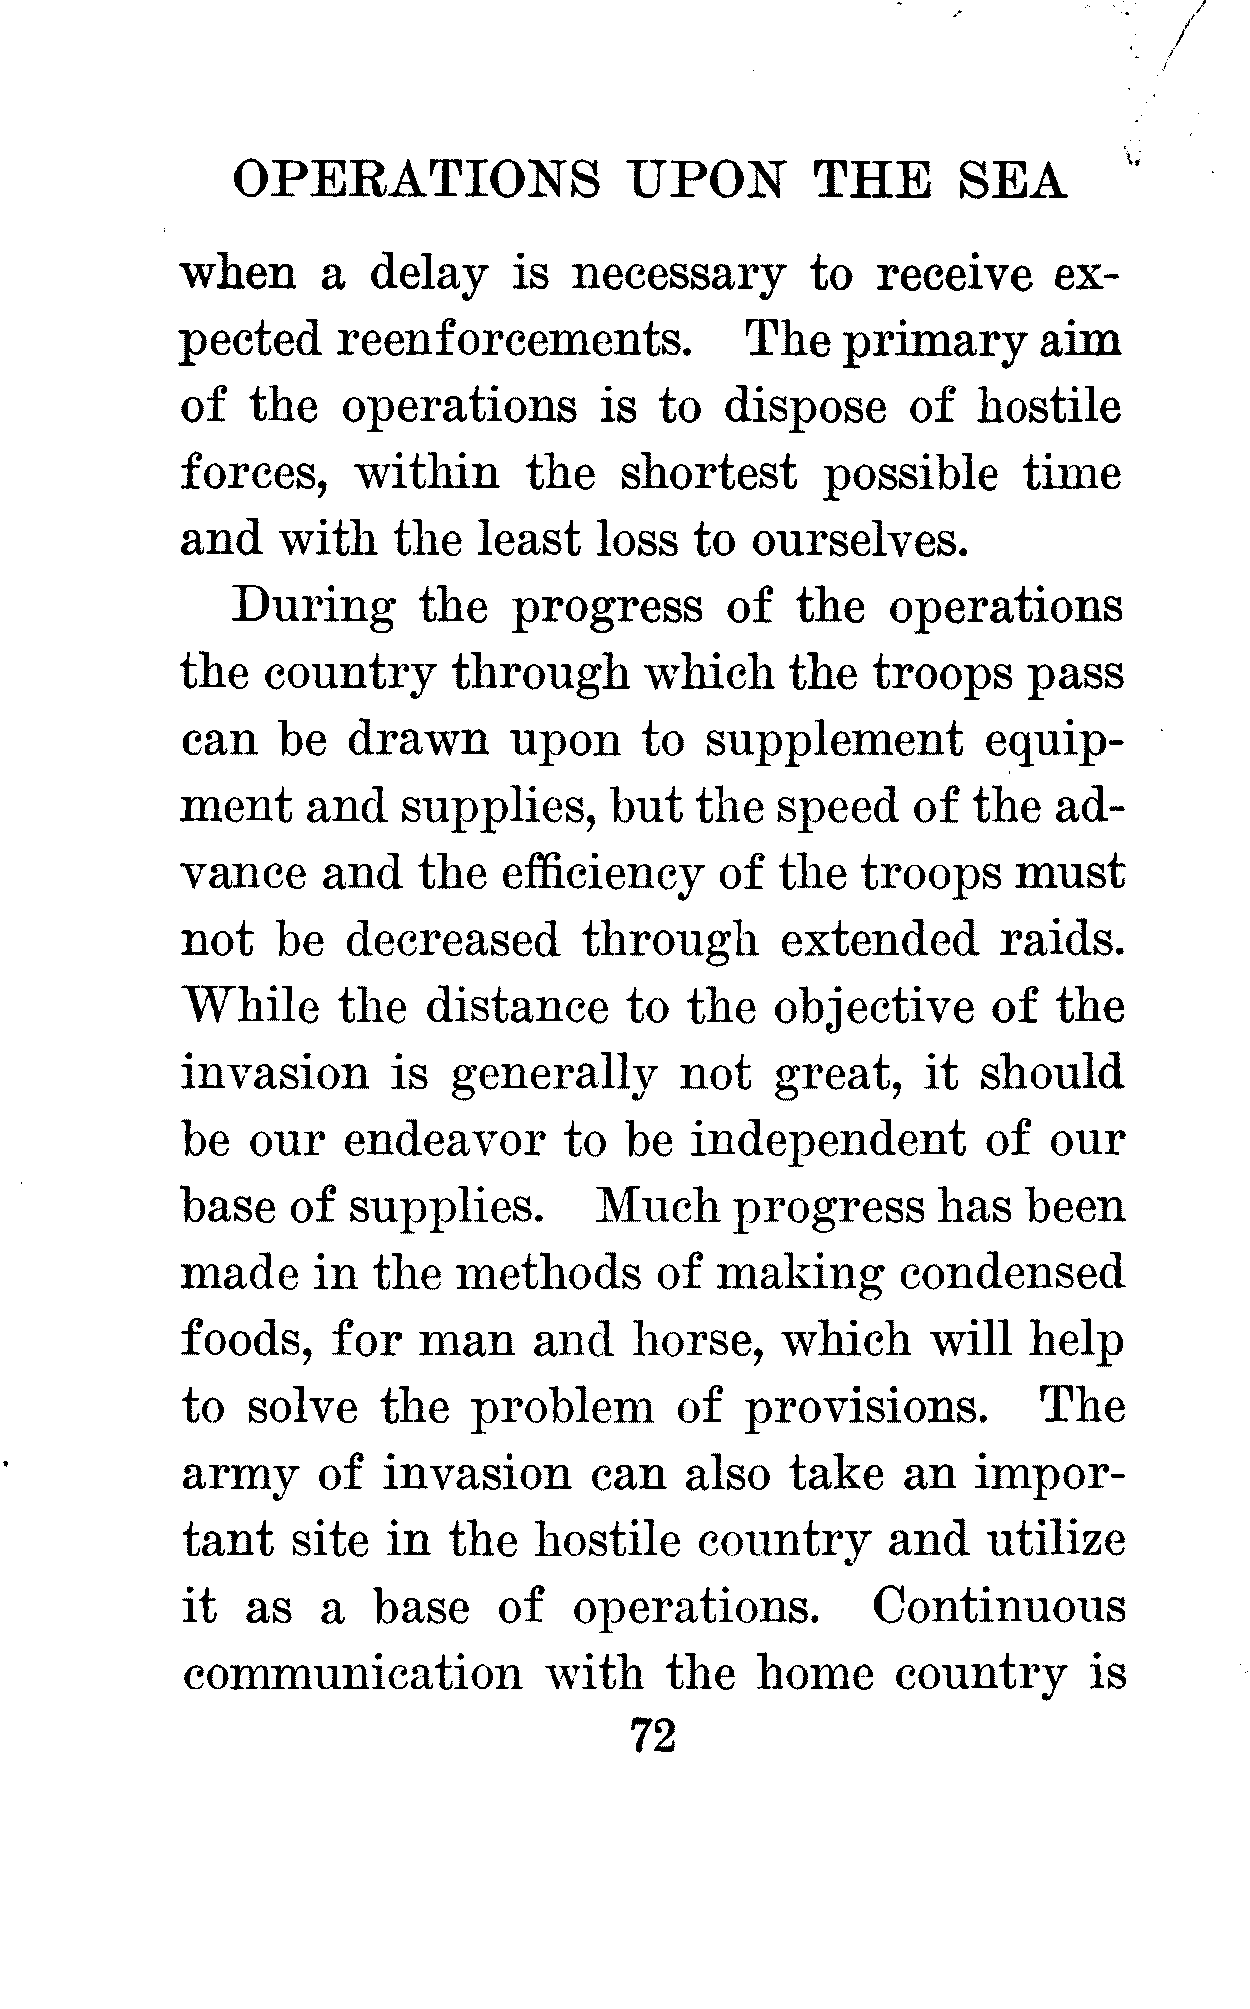 OPERATIONS UPON THE SEA
when a delay is necessary to receive ex-
pected reenforcements. The primary aim
of the operations is to dispose of hostile
forces, within the shortest possible time
and with the least loss to ourselves.
During the progress of the operations
the country through which the troops pass
can be drawn upon to supplement equip-
ment and supplies, but the speed of the ad-
vance and the efficiency of the troops must
not be decreased through extended raids.
While the distance to the objective of the
invasion is generally not great, it should
be our endeavor to be independent of our
base of supplies. Much progress has been
made in the methods of making condensed
foods, for man and horse, which will help
to solve the problem of provisions. The
army of invasion can also take an impor-
tant site in the hostile country and utilize
it as a base of operations. Continuous
communication with the home country is
72